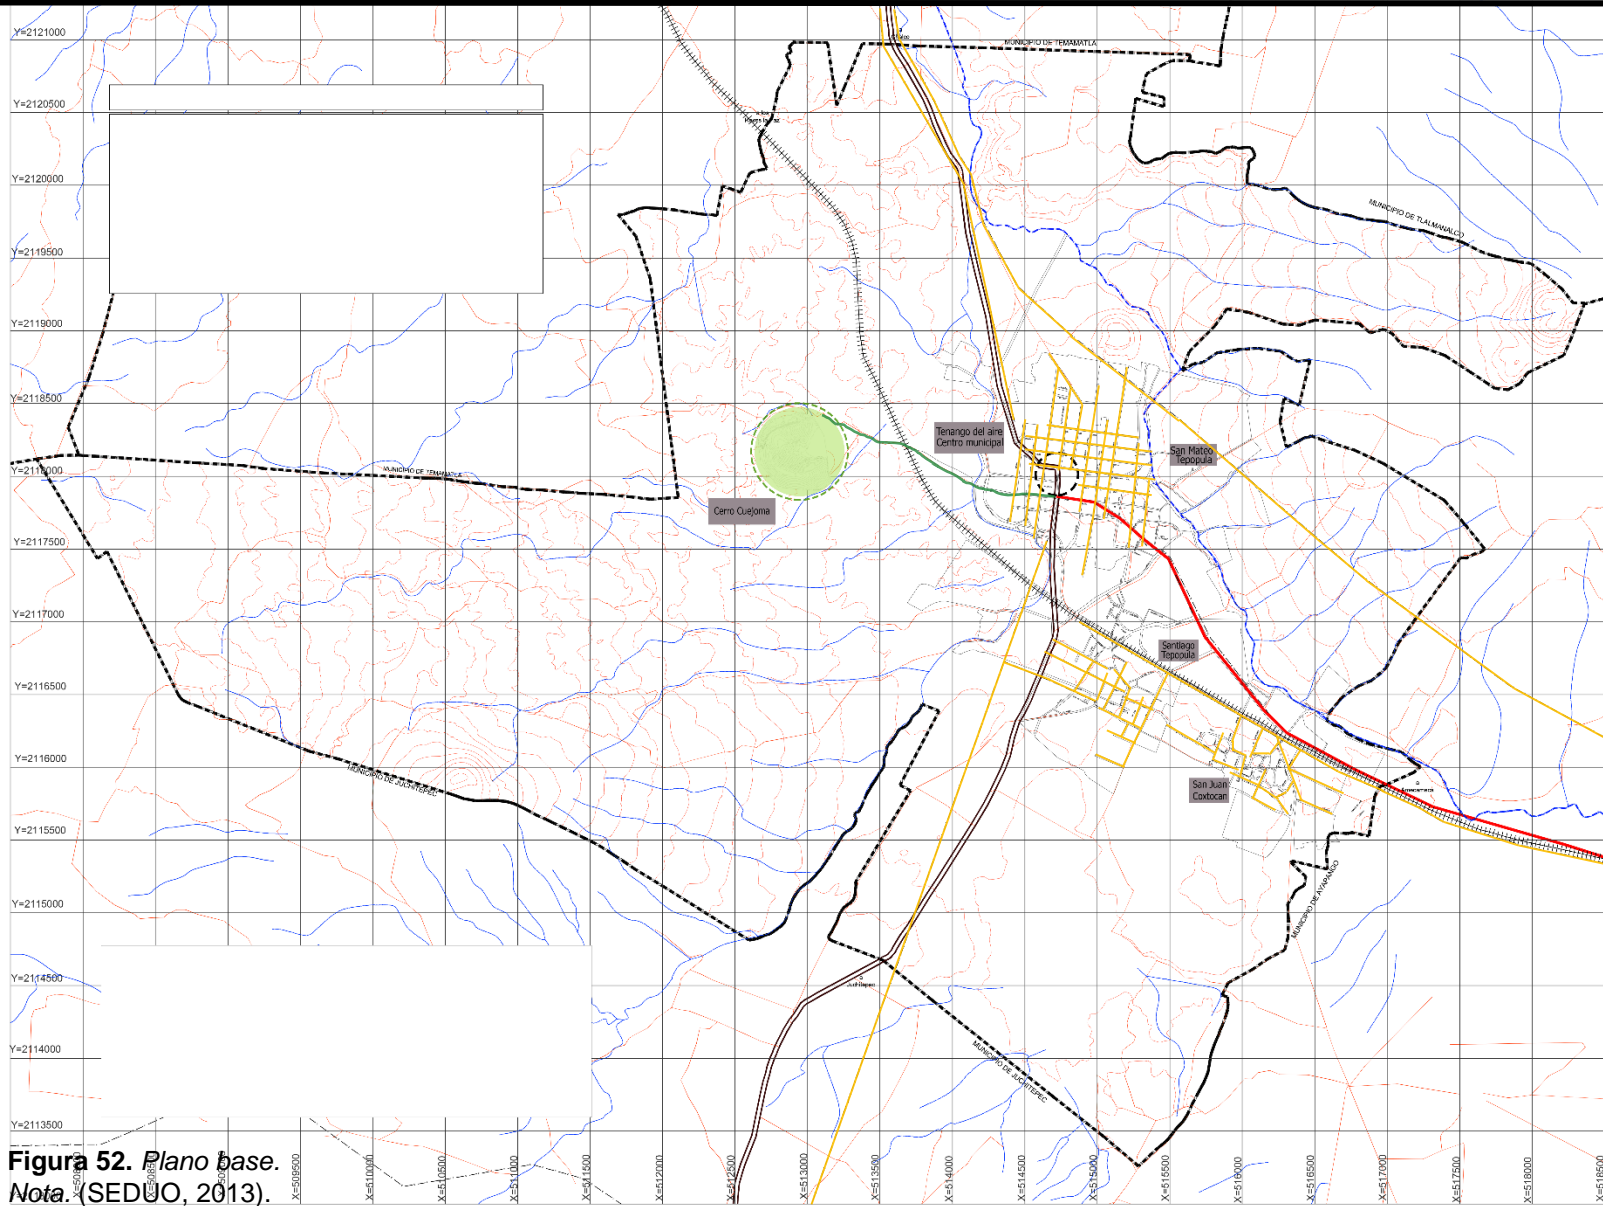 Y=2121000
MUNICIPIO DE TEMAMATLA
Y=2120500
Y=2120000
MUNICIPIO DE TLALMANALCO
Y=2119500
Y=2119000
Y=2118500
Tenango del aire
Centro municipal
San Mateo
Tepopula
Y=2118000
MUNICIPIO DE TEMAMATLA
Cerro Cuejoma
Y=2117500
Y=2117000
Santiago
Tepopula
Y=2116500
Y=2116000
MUNICIPIO DE JUCHITEPEC
San Juan
Coxtocan
Amecameca
Y=2115500
MUNICIPIO DE AYAPANGO
Y=2115000
Y=2114500
Juchitepec
Y=2114000
MUNICIPIO DE JUCHITEPEC
Y=2113500
X=509500
X=510000
X=510500
X=511000
X=511500
X=512000
X=512500
X=513000
X=513500
X=514000
X=514500
X=515000
X=515500
X=516000
X=516500
X=517000
X=517500
X=518000
X=518500
Figura 52. Plano base.
Nota. (SEDUO, 2013).